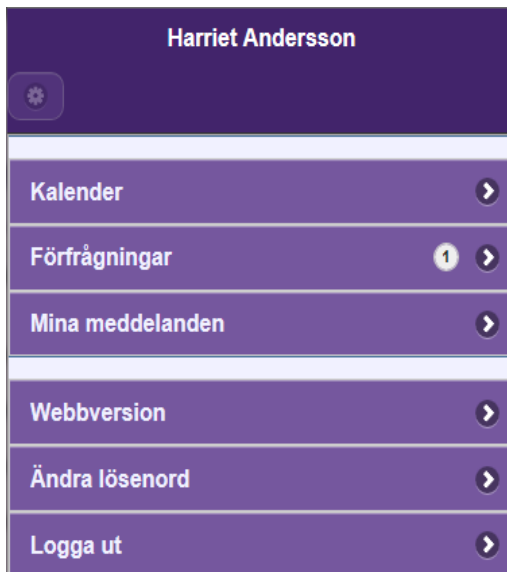 Harriet Andersson
Kalender
Förfrågningar 1
Mina meddelanden
Webbversion
Ändra lösenord
Logga ut